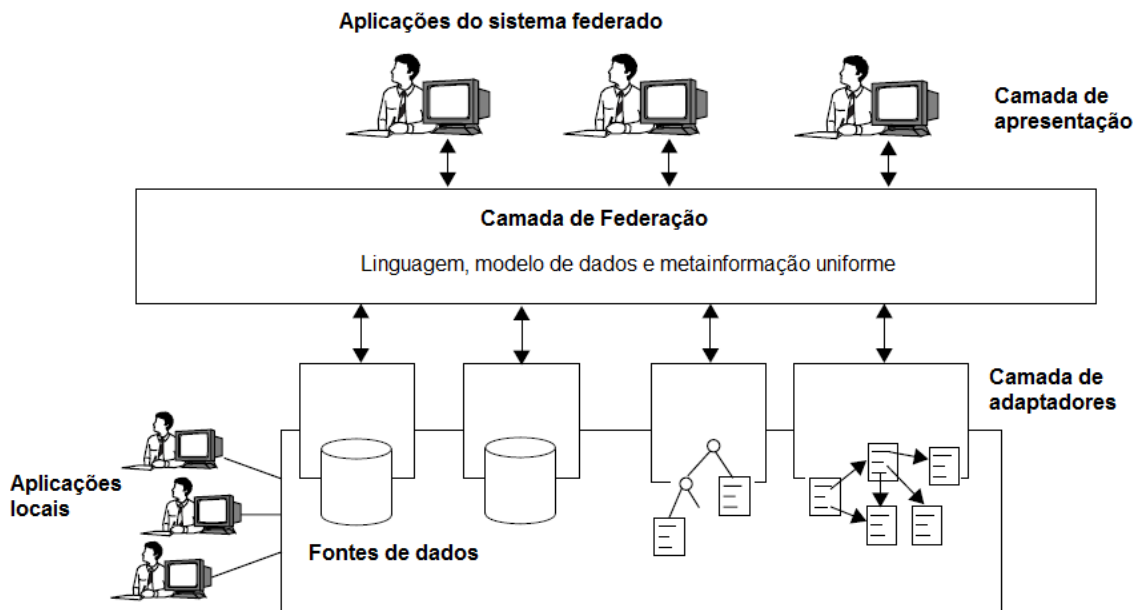 Aplicações do sistema federado
Camada de
apresentação
Camada de Federação
Linguagem, modelo de dados e metainformação uniforme
Camada de
adaptadores
Aplicações
locais
Fontes de dados